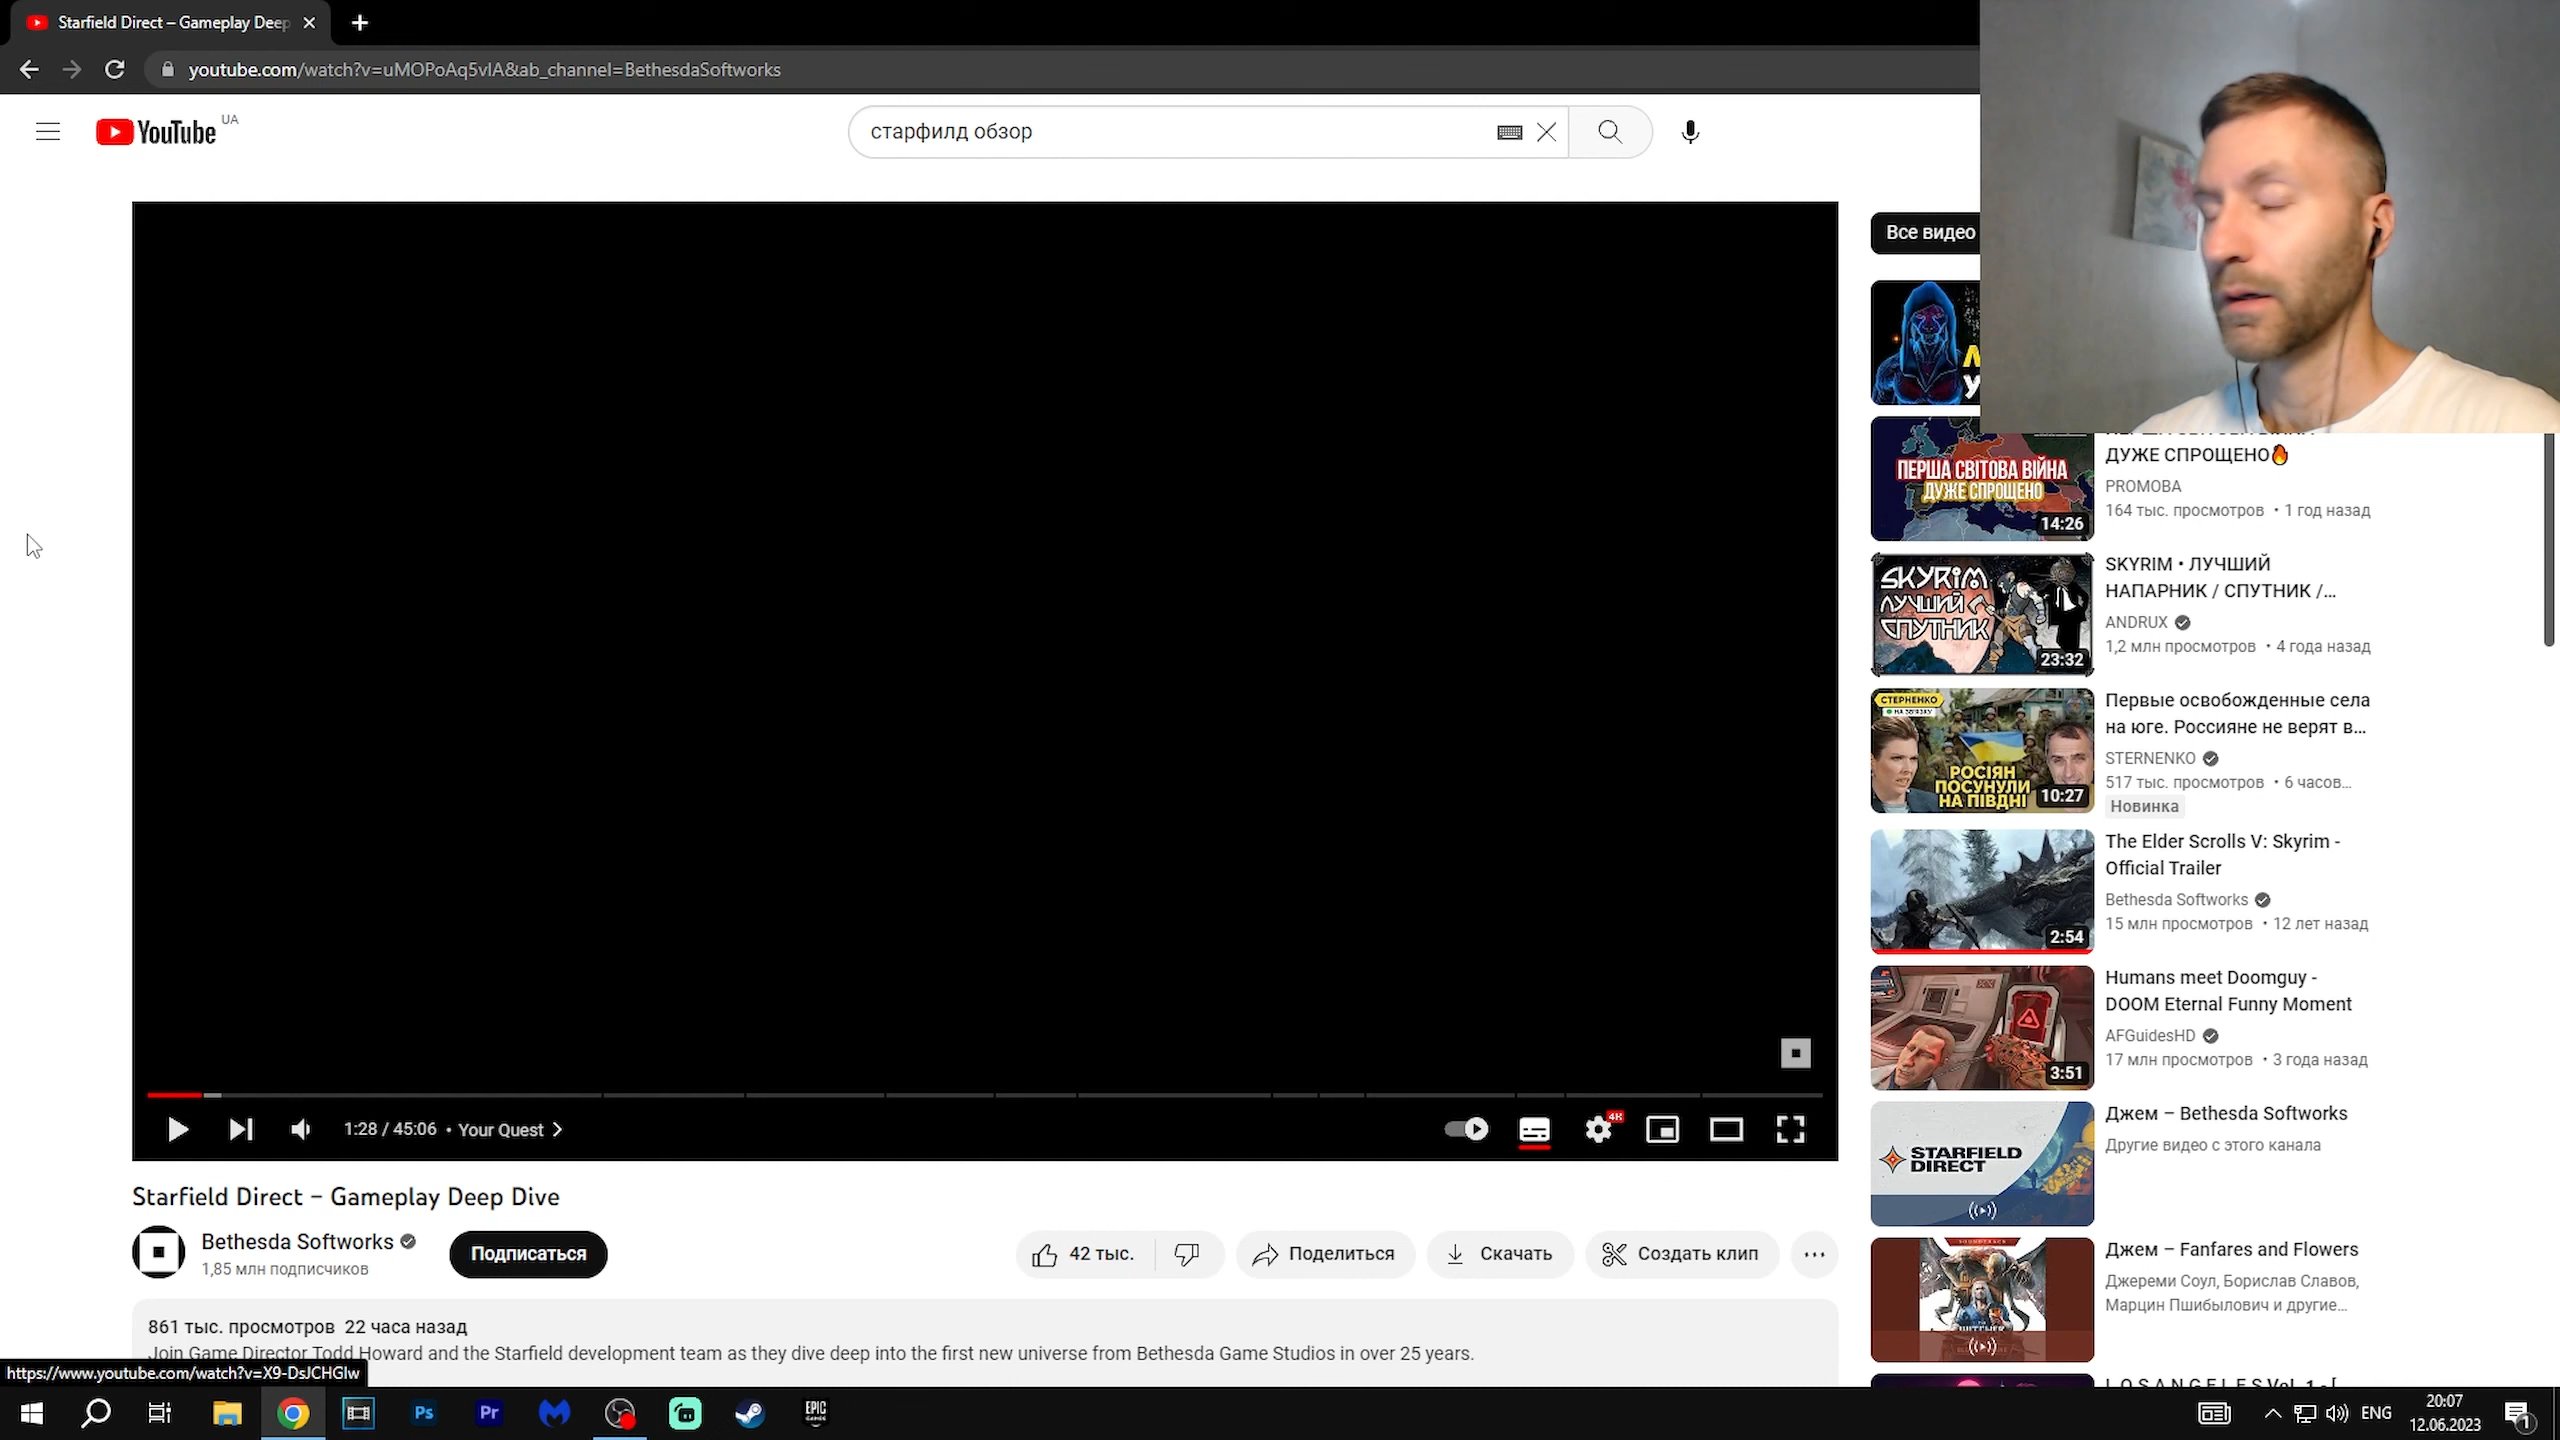 Starfield Direct – Gameplay Deep
youtube.com/watch?v=uMOPoAq5vIA&ab_channel=BethesdaSoftworks
YouTube UA
старфилд обзор
Все видео
ДУЖЕ СПРОЩЕНО🔥
PROMOBA
164 тыс. просмотров • 1 год назад
ПЕРША СВІТОВА ВІЙНА
ДУЖЕ СПРОЩЕНО
14:26
SKYRIM • ЛУЧШИЙ
НАПАРНИК / СПУТНИК /...
ANDRUX
1,2 млн просмотров • 4 года назад
SKYRIM
ЛУЧШИЙ
СПУТНИК
23:32
Первые освобожденные села
на юге. Россияне не верят в...
STERNENKO
517 тыс. просмотров • 6 часов...
Новинка
СТЕРНЕНКО
РОСІЯН
ПОСУНУЛИ
НА ПІВДНІ
10:27
The Elder Scrolls V: Skyrim -
Official Trailer
Bethesda Softworks
15 млн просмотров • 12 лет назад
2:54
Humans meet Doomguy -
DOOM Eternal Funny Moment
AFGuidesHD
17 млн просмотров • 3 года назад
3:51
Джем – Bethesda Softworks
Другие видео с этого канала
STARFIELD
DIRECT
Джем – Fanfares and Flowers
Джереми Соул, Борислав Славов,
Марцин Пшибылович и другие...
1:28 / 45:06 • Your Quest
4K
Starfield Direct – Gameplay Deep Dive
Bethesda Softworks
1,85 млн подписчиков
Подписаться
42 тыс.
Поделиться
Скачать
Создать клип
861 тыс. просмотров 22 часа назад
Join Game Director Todd Howard and the Starfield development team as they dive deep into the first new universe from Bethesda Game Studios in over 25 years.
https://www.youtube.com/watch?v=X9-DsJCHGIw
Ps
Pr
EPIC
GAMES
ENG
20:07
12.06.2023
1